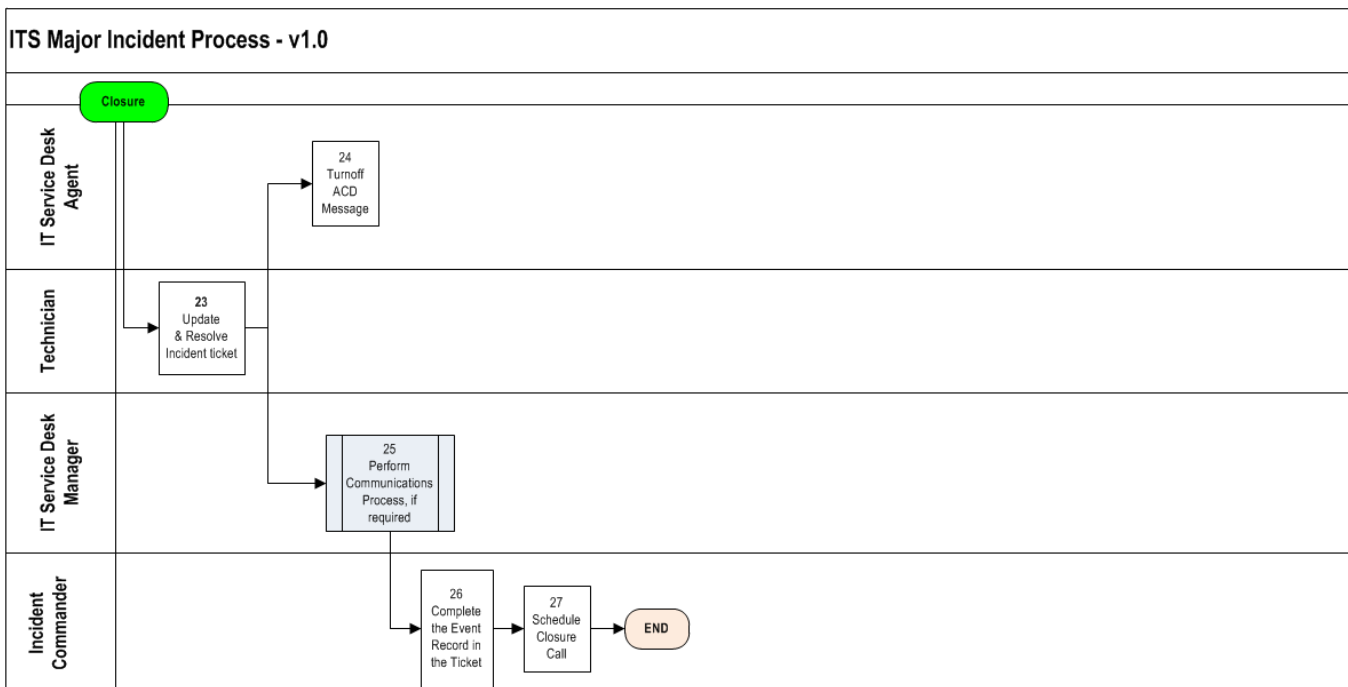 ITS Major Incident Process - v1.0
Closure
IT Service Desk
Agent
24
Turnoff
ACD
Message
Technician
23
Update
& Resolve
Incident ticket
IT Service Desk
Manager
25
Perform
Communications
Process, if
required
Incident
Commander
26
Complete
the Event
Record in
the Ticket
27
Schedule
Closure
Call
END